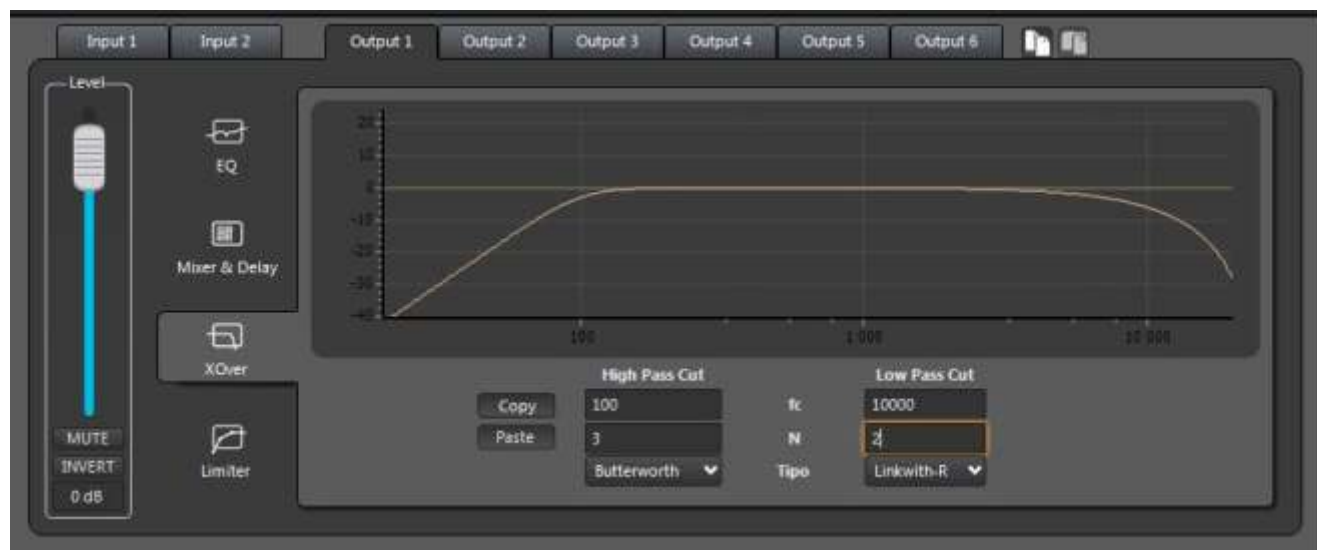 Input 1 Input 2 Output 1 Output 2 Output 3 Output 4 Output 5 Output 6
Level
20
10
0
-10
-20
-30
-40
100 1 000 10 000
EQ
Mixer & Delay
XOver
Limiter
High Pass Cut Low Pass Cut
Copy 100 fc 10000
Paste 3 N 2
Butterworth Tipo Linkwith-R
MUTE
INVERT
0 dB